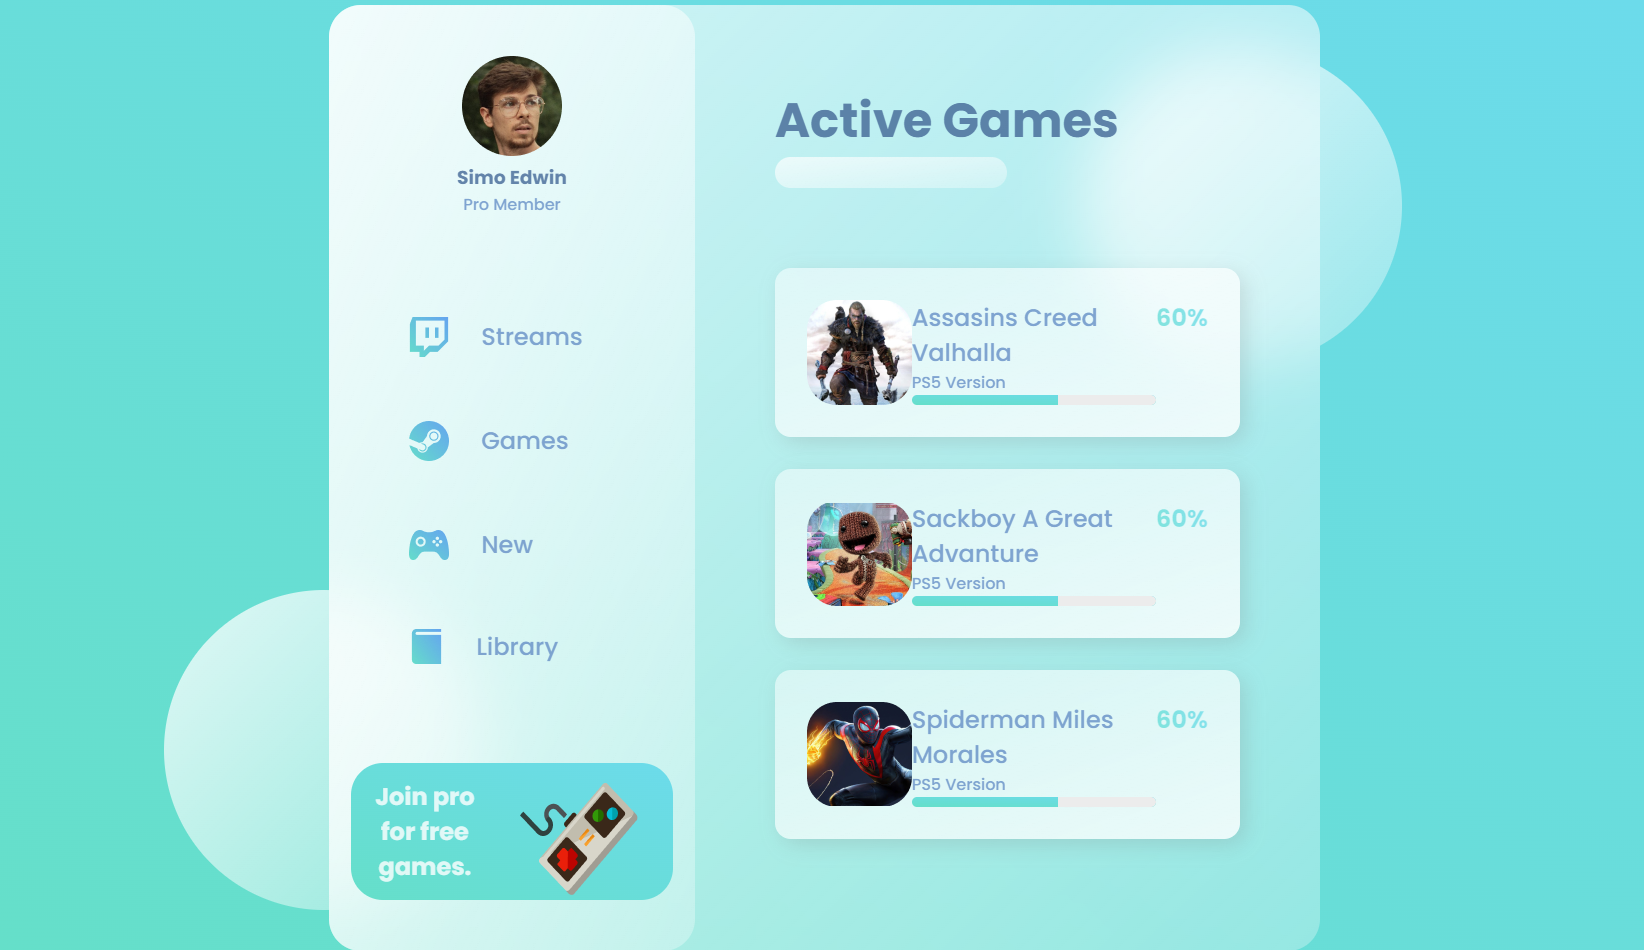 Simo Edwin
Pro Member
Streams
Games
New
Library
Join pro
for free
games.
Active Games
Assasins Creed
Valhalla
60%
PS5 Version
Sackboy A Great
Advanture
60%
PS5 Version
Spiderman Miles
Morales
60%
PS5 Version